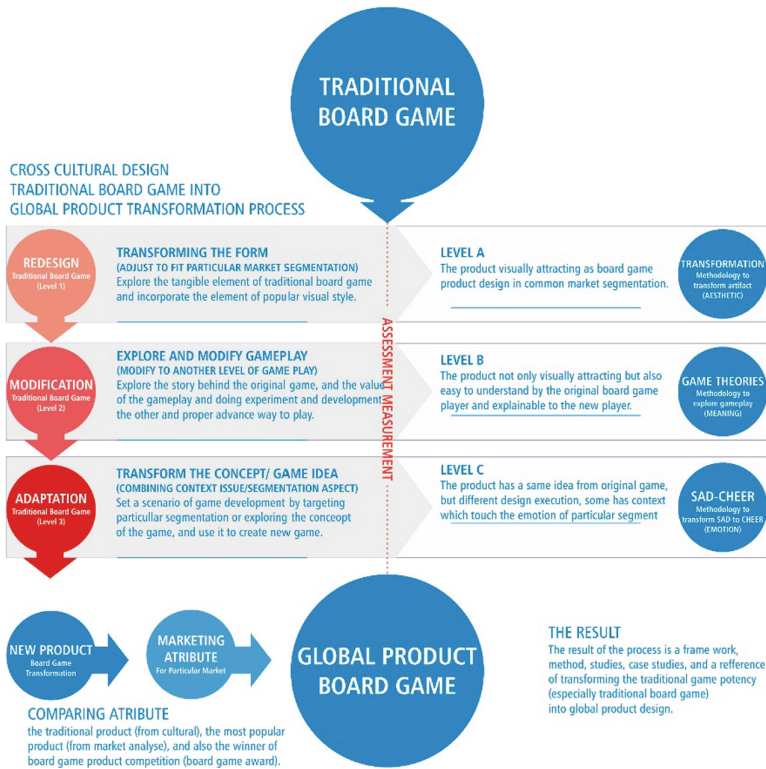 TRADITIONAL
BOARD GAME
CROSS CULTURAL DESIGN
TRADITIONAL BOARD GAME INTO
GLOBAL PRODUCT TRANSFORMATION PROCESS
REDESIGN
Traditional Board Game
(Level 1)
TRANSFORMING THE FORM
(ADJUST TO FIT PARTICULAR MARKET SEGMENTATION)
Explore the tangible element of traditional board game
and incorporate the element of popular visual style.
LEVEL A
The product visually attracting as board game
product design in common market segmentation.
TRANSFORMATION
Methodology to
transform artifact
(AESTHETIC)
ASSESSMENT MEASUREMENT
MODIFICATION
Traditional Board Game
(Level 2)
EXPLORE AND MODIFY GAMEPLAY
(MODIFY TO ANOTHER LEVEL OF GAME PLAY)
Explore the story behind the original game, and the value
of the gameplay and doing experiment and development
the other and proper advance way to play.
LEVEL B
The product not only visually attracting but also
easy to understand by the original board game
player and explainable to the new player.
GAME THEORIES
Methodology to
explore gameplay
(MEANING)
ADAPTATION
Traditional Board Game
(Level 3)
TRANSFORM THE CONCEPT/ GAME IDEA
(COMBINING CONTEXT ISSUE/SEGMENTATION ASPECT)
Set a scenario of game development by targeting
particullar segmentation or exploring the conceopt
of the game, and use it to create new game.
LEVEL C
The product has a same idea from original game,
but different design execution, some has context
which touch the emotion of particular segment
SAD-CHEER
Methodology to
transform SAD to CHEER
(EMOTION)
NEW PRODUCT
Board Game
Transformation
MARKETING
ATRIBUTE
For Particular Market
GLOBAL PRODUCT
BOARD GAME
THE RESULT
The result of the process is a frame work,
method, studies, case studies, and a refference
of transforming the traditional game potency
(especially traditional board game)
into global product design.
COMPARING ATRIBUTE
the traditional product (from cultural), the most popular
product (from market analyse), and also the winner of
board game product competition (board game award).